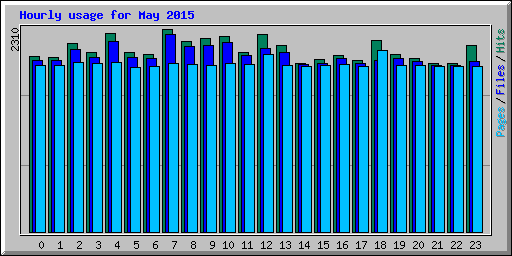 Hourly usage for May 2015
2310
Pages / Files / Hits
0 1 2 3 4 5 6 7 8 9 10 11 12 13 14 15 16 17 18 19 20 21 22 23